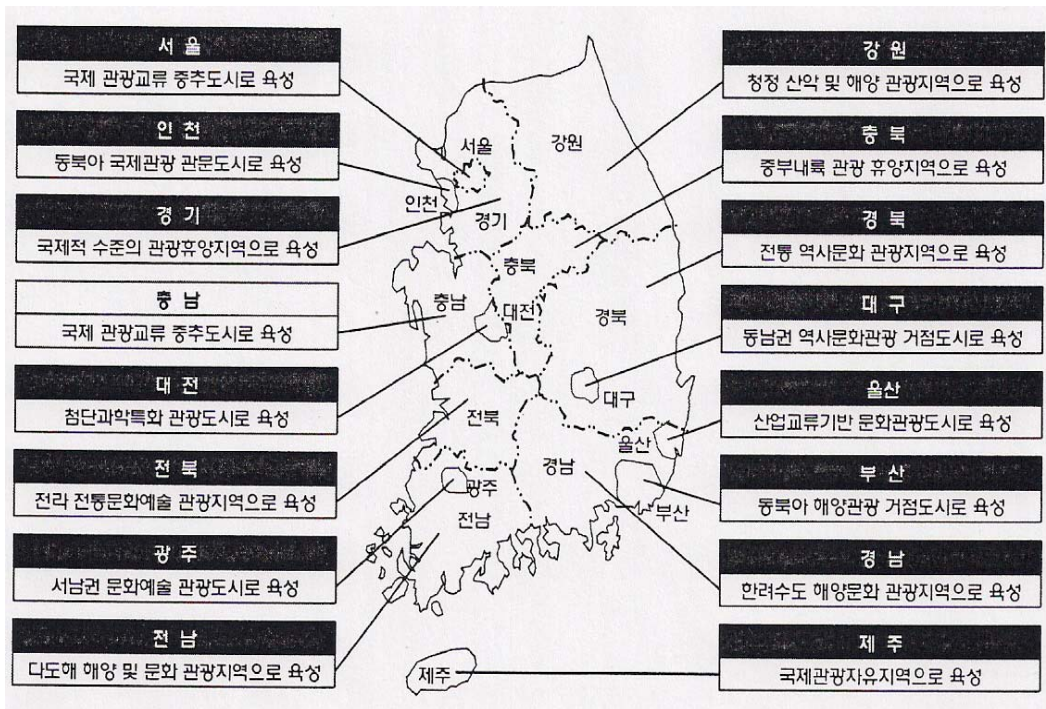 서 울
국제 관광교류 중추도시로 육성
인 천
동북아 국제관광 관문도시로 육성
경 기
국제적 수준의 관광휴양지역으로 육성
충 남
국제 관광교류 중추도시로 육성
대 전
첨단과학특화 관광도시로 육성
전 북
전라 전통문화예술 관광지역으로 육성
광 주
서남권 문화예술 관광도시로 육성
전 남
다도해 해양 및 문화 관광지역으로 육성
서울
강원
인천
경기
충북
충남
대전
경북
대구
전북
울산
경남
광주
부산
전남
제주
강 원
청정 산악 및 해양 관광지역으로 육성
충 북
중부내륙 관광 휴양지역으로 육성
경 북
전통 역사문화 관광지역으로 육성
대 구
동남권 역사문화관광 거점도시로 육성
울산
산업교류기반 문화관광도시로 육성
부 산
동북아 해양관광 거점도시로 육성
경 남
한려수도 해양문화 관광지역으로 육성
제 주
국제관광자유지역으로 육성